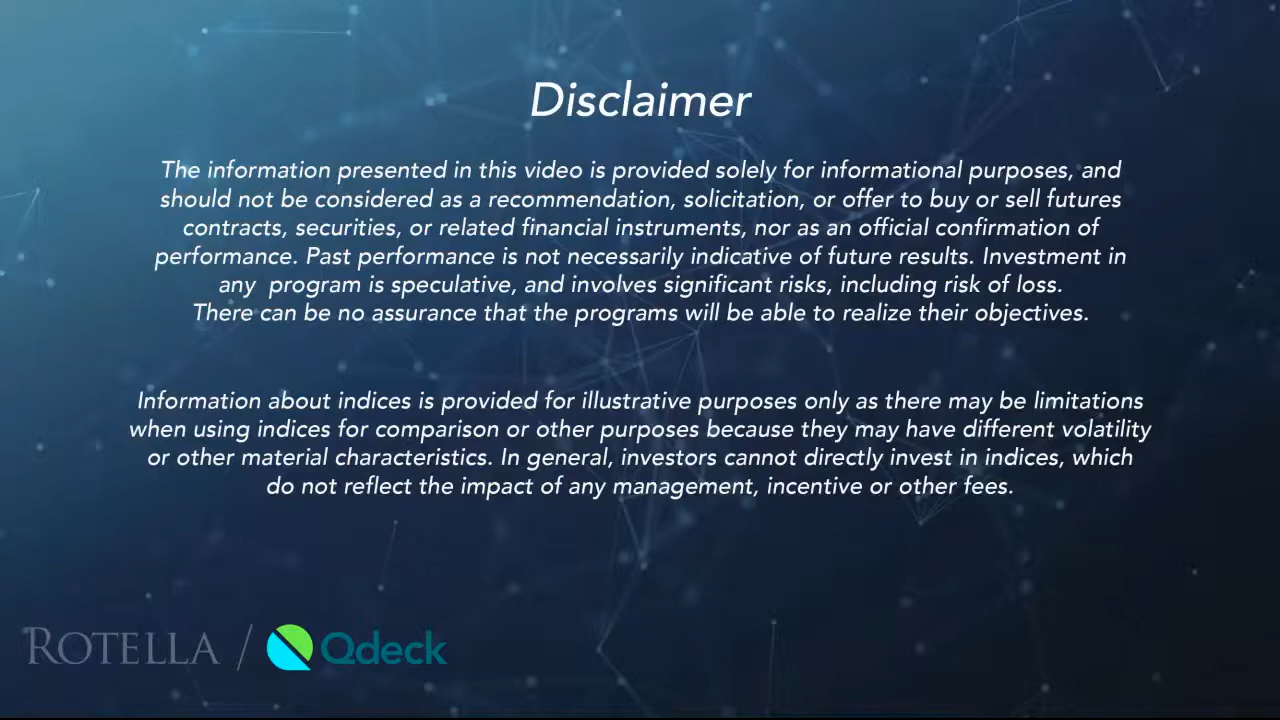 Disclaimer
The information presented in this video is provided solely for informational purposes, and
should not be considered as a recommendation, solicitation, or offer to buy or sell futures
contracts, securities, or related financial instruments, nor as an official confirmation of
performance. Past performance is not necessarily indicative of future results. Investment in
any  program is speculative, and involves significant risks, including risk of loss.
There can be no assurance that the programs will be able to realize their objectives.
Information about indices is provided for illustrative purposes only as there may be limitations
when using indices for comparison or other purposes because they may have different volatility
or other material characteristics. In general, investors cannot directly invest in indices, which
do not reflect the impact of any management, incentive or other fees.
ROTELLA / Qdeck